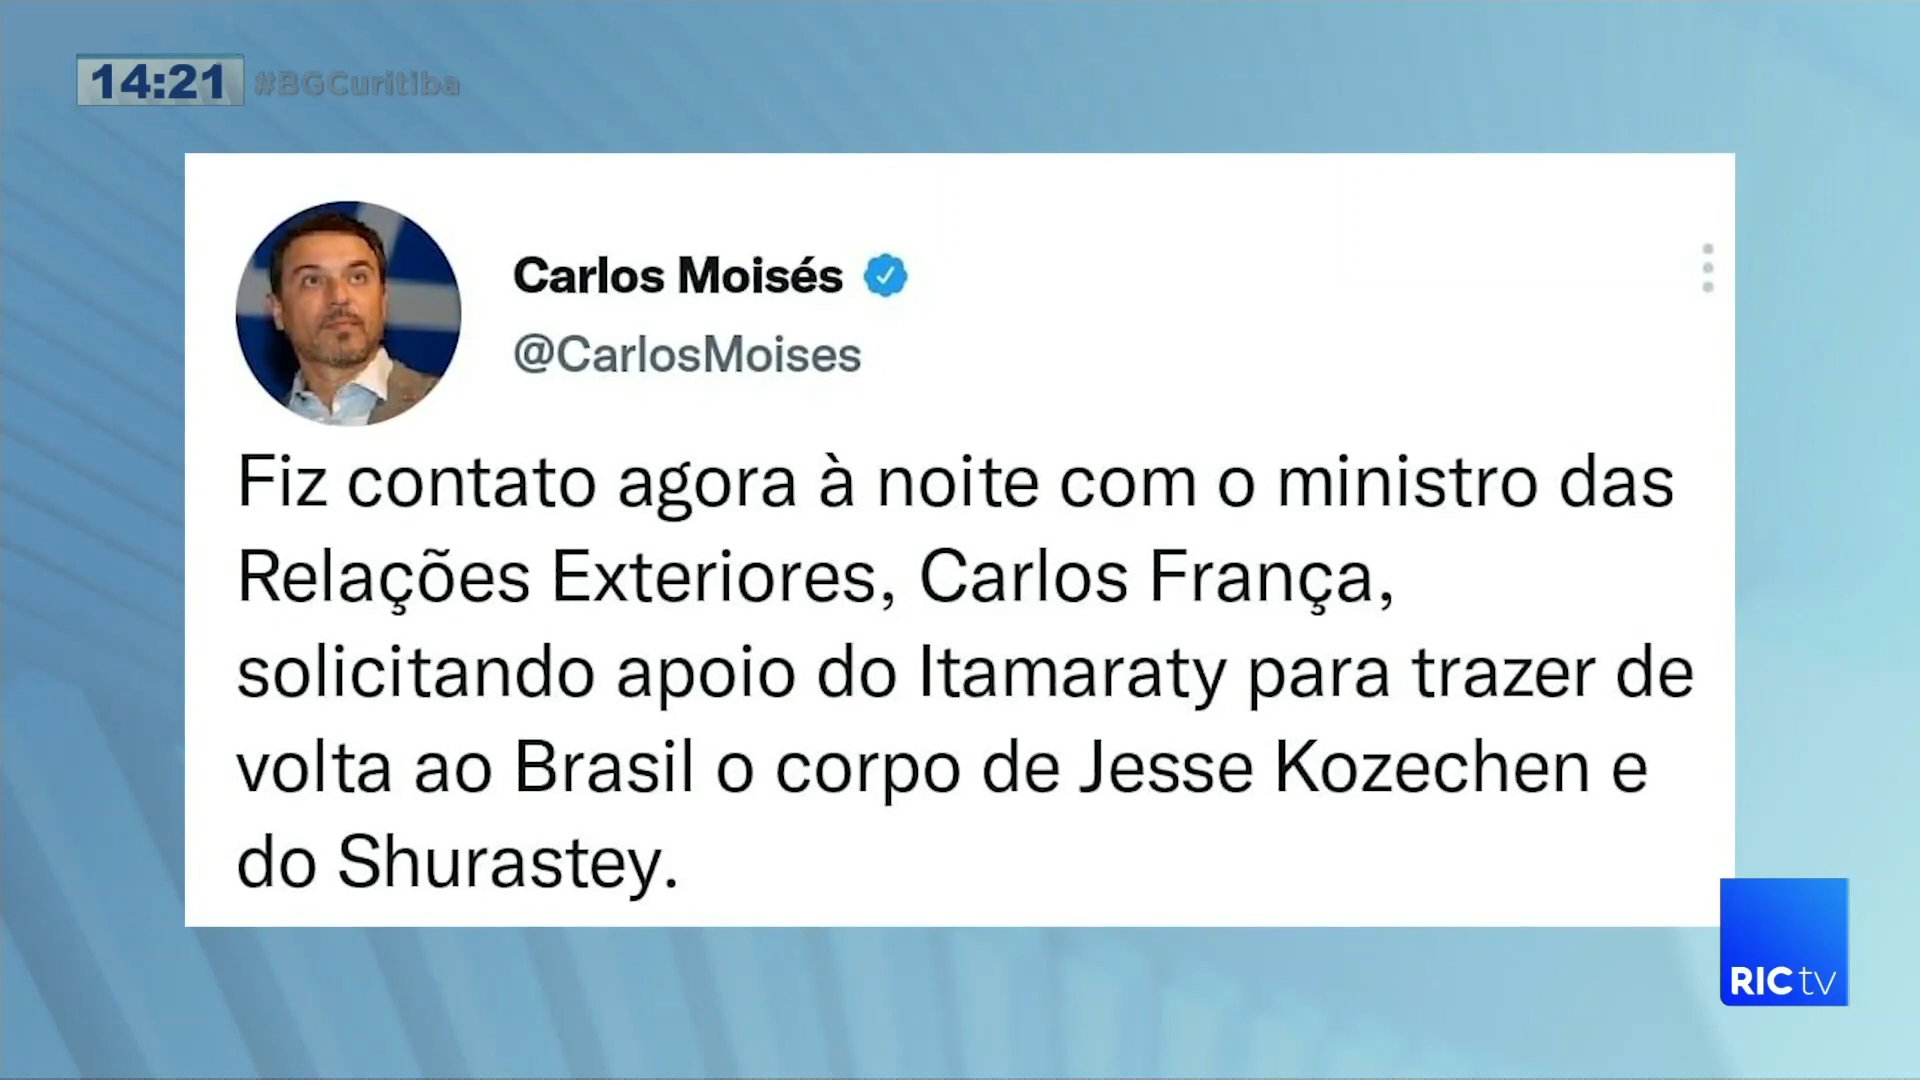 14:21 #BGCuritiba
Carlos Moisés
@CarlosMoises
Fiz contato agora à noite com o ministro das
Relações Exteriores, Carlos França,
solicitando apoio do Itamaraty para trazer de
volta ao Brasil o corpo de Jesse Kozechen e
do Shurastey.
RIC tv